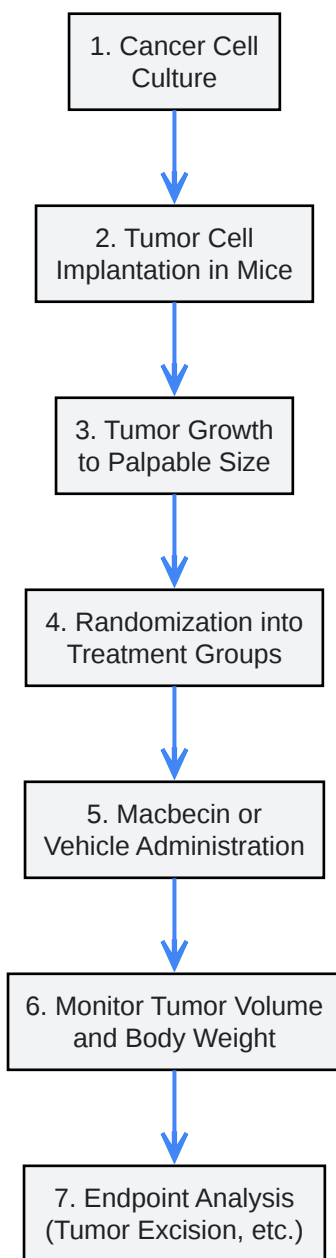 1. Cancer Cell
Culture
2. Tumor Cell
Implantation in Mice
3. Tumor Growth
to Palpable Size
4. Randomization into
Treatment Groups
5. Macbecin or
Vehicle Administration
6. Monitor Tumor Volume
and Body Weight
7. Endpoint Analysis
(Tumor Excision, etc.)